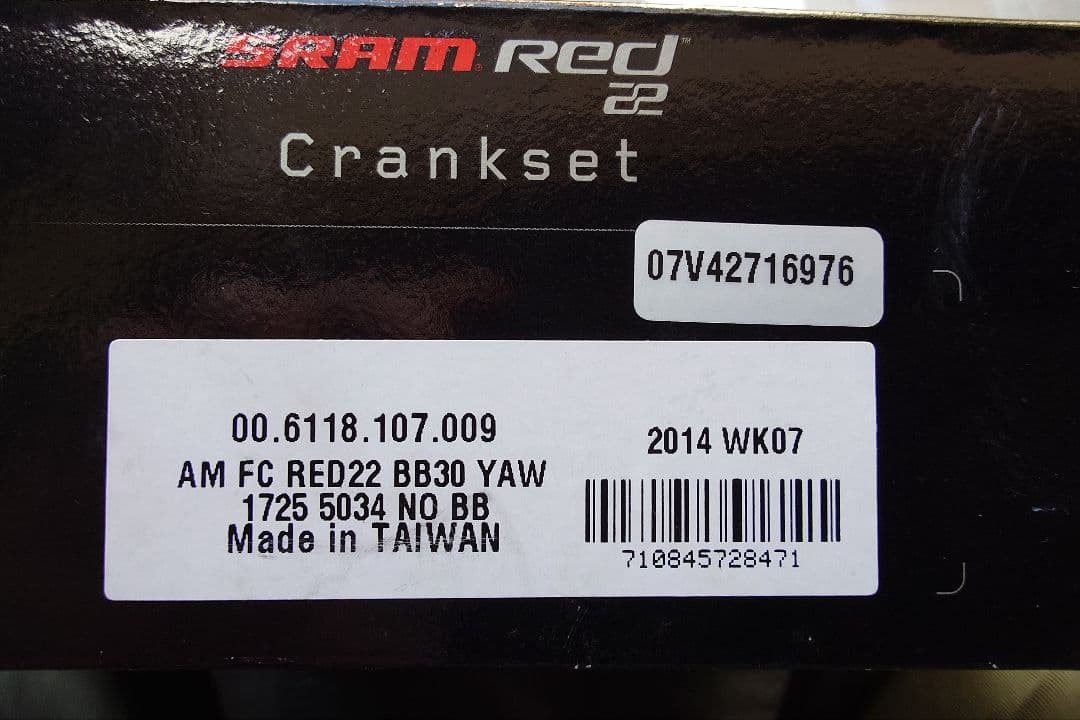 SRAM® Red™
22
Crankset
07V42716976
00.6118.107.009
AM FC RED22 BB30 YAW
1725 5034 NO BB
Made in TAIWAN
2014 WK07
710845728471